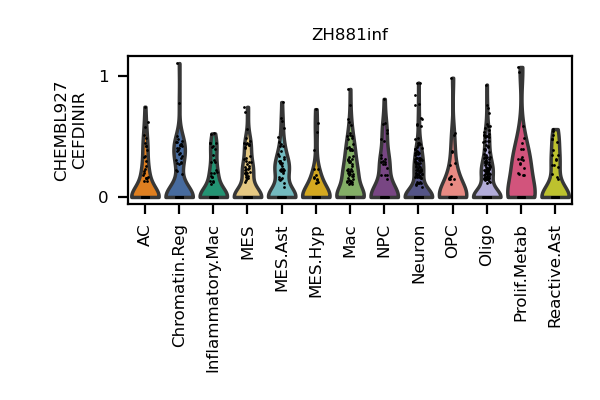 ZH881inf
CHEMBL927
CEFDINIR
1
0
AC
Chromatin.Reg
Inflammatory.Mac
MES
MES.Ast
MES.Hyp
Mac
NPC
Neuron
OPC
Oligo
Prolif.Metab
Reactive.Ast